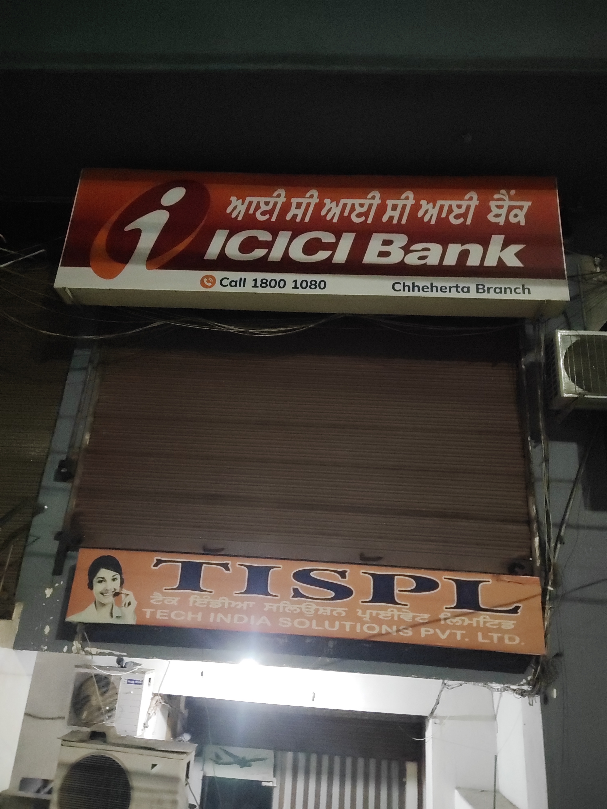 ਆਈ ਸੀ ਆਈ ਸੀ ਆਈ ਬੈਂਕ
ICICI Bank
Call 1800 1080 Chheherta Branch
TISPL
ਟੈਕ ਇੰਡੀਆ ਸਲਿਊਸ਼ਨ ਪ੍ਰਾਈਵੇਟ ਲਿਮਟਿਡ
TECH INDIA SOLUTIONS PVT. LTD.